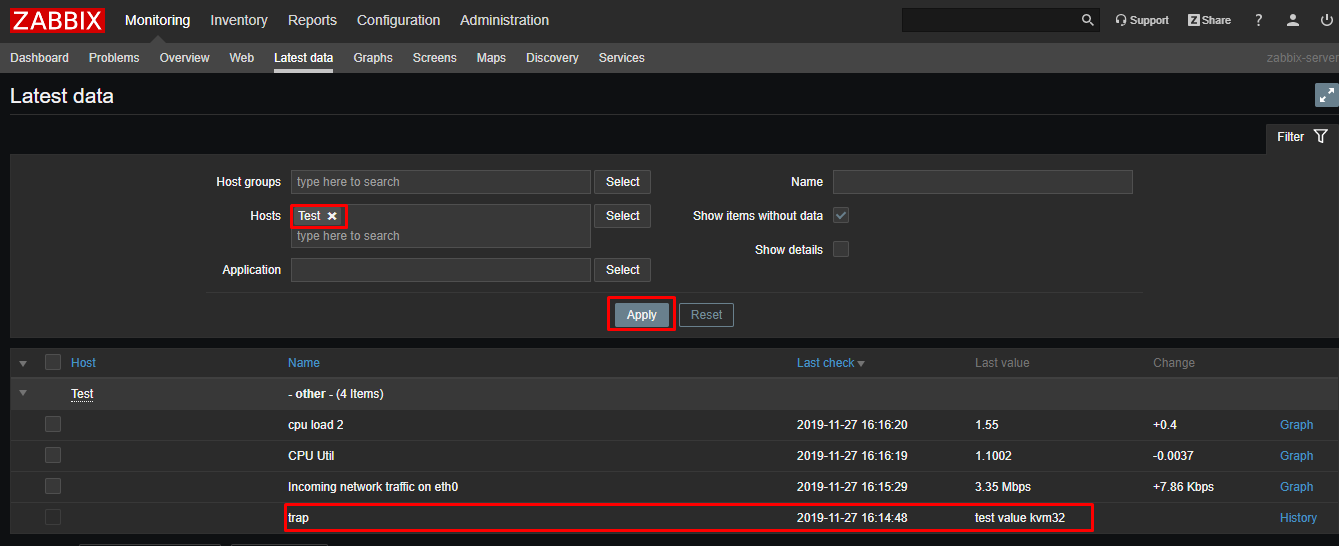 ZABBIX Monitoring Inventory Reports Configuration Administration Support Z Share ?
Dashboard Problems Overview Web Latest data Graphs Screens Maps Discovery Services zabbix-server
Latest data
Filter
Host groups type here to search Select Name
Hosts Test Select Show items without data
type here to search
Show details
Application Select
Apply Reset
Host Name Last check Last value Change
Test - other - (4 Items)
cpu load 2 2019-11-27 16:16:20 1.55 +0.4 Graph
CPU Util 2019-11-27 16:16:19 1.1002 -0.0037 Graph
Incoming network traffic on eth0 2019-11-27 16:15:29 3.35 Mbps +7.86 Kbps Graph
trap 2019-11-27 16:14:48 test value kvm32 History